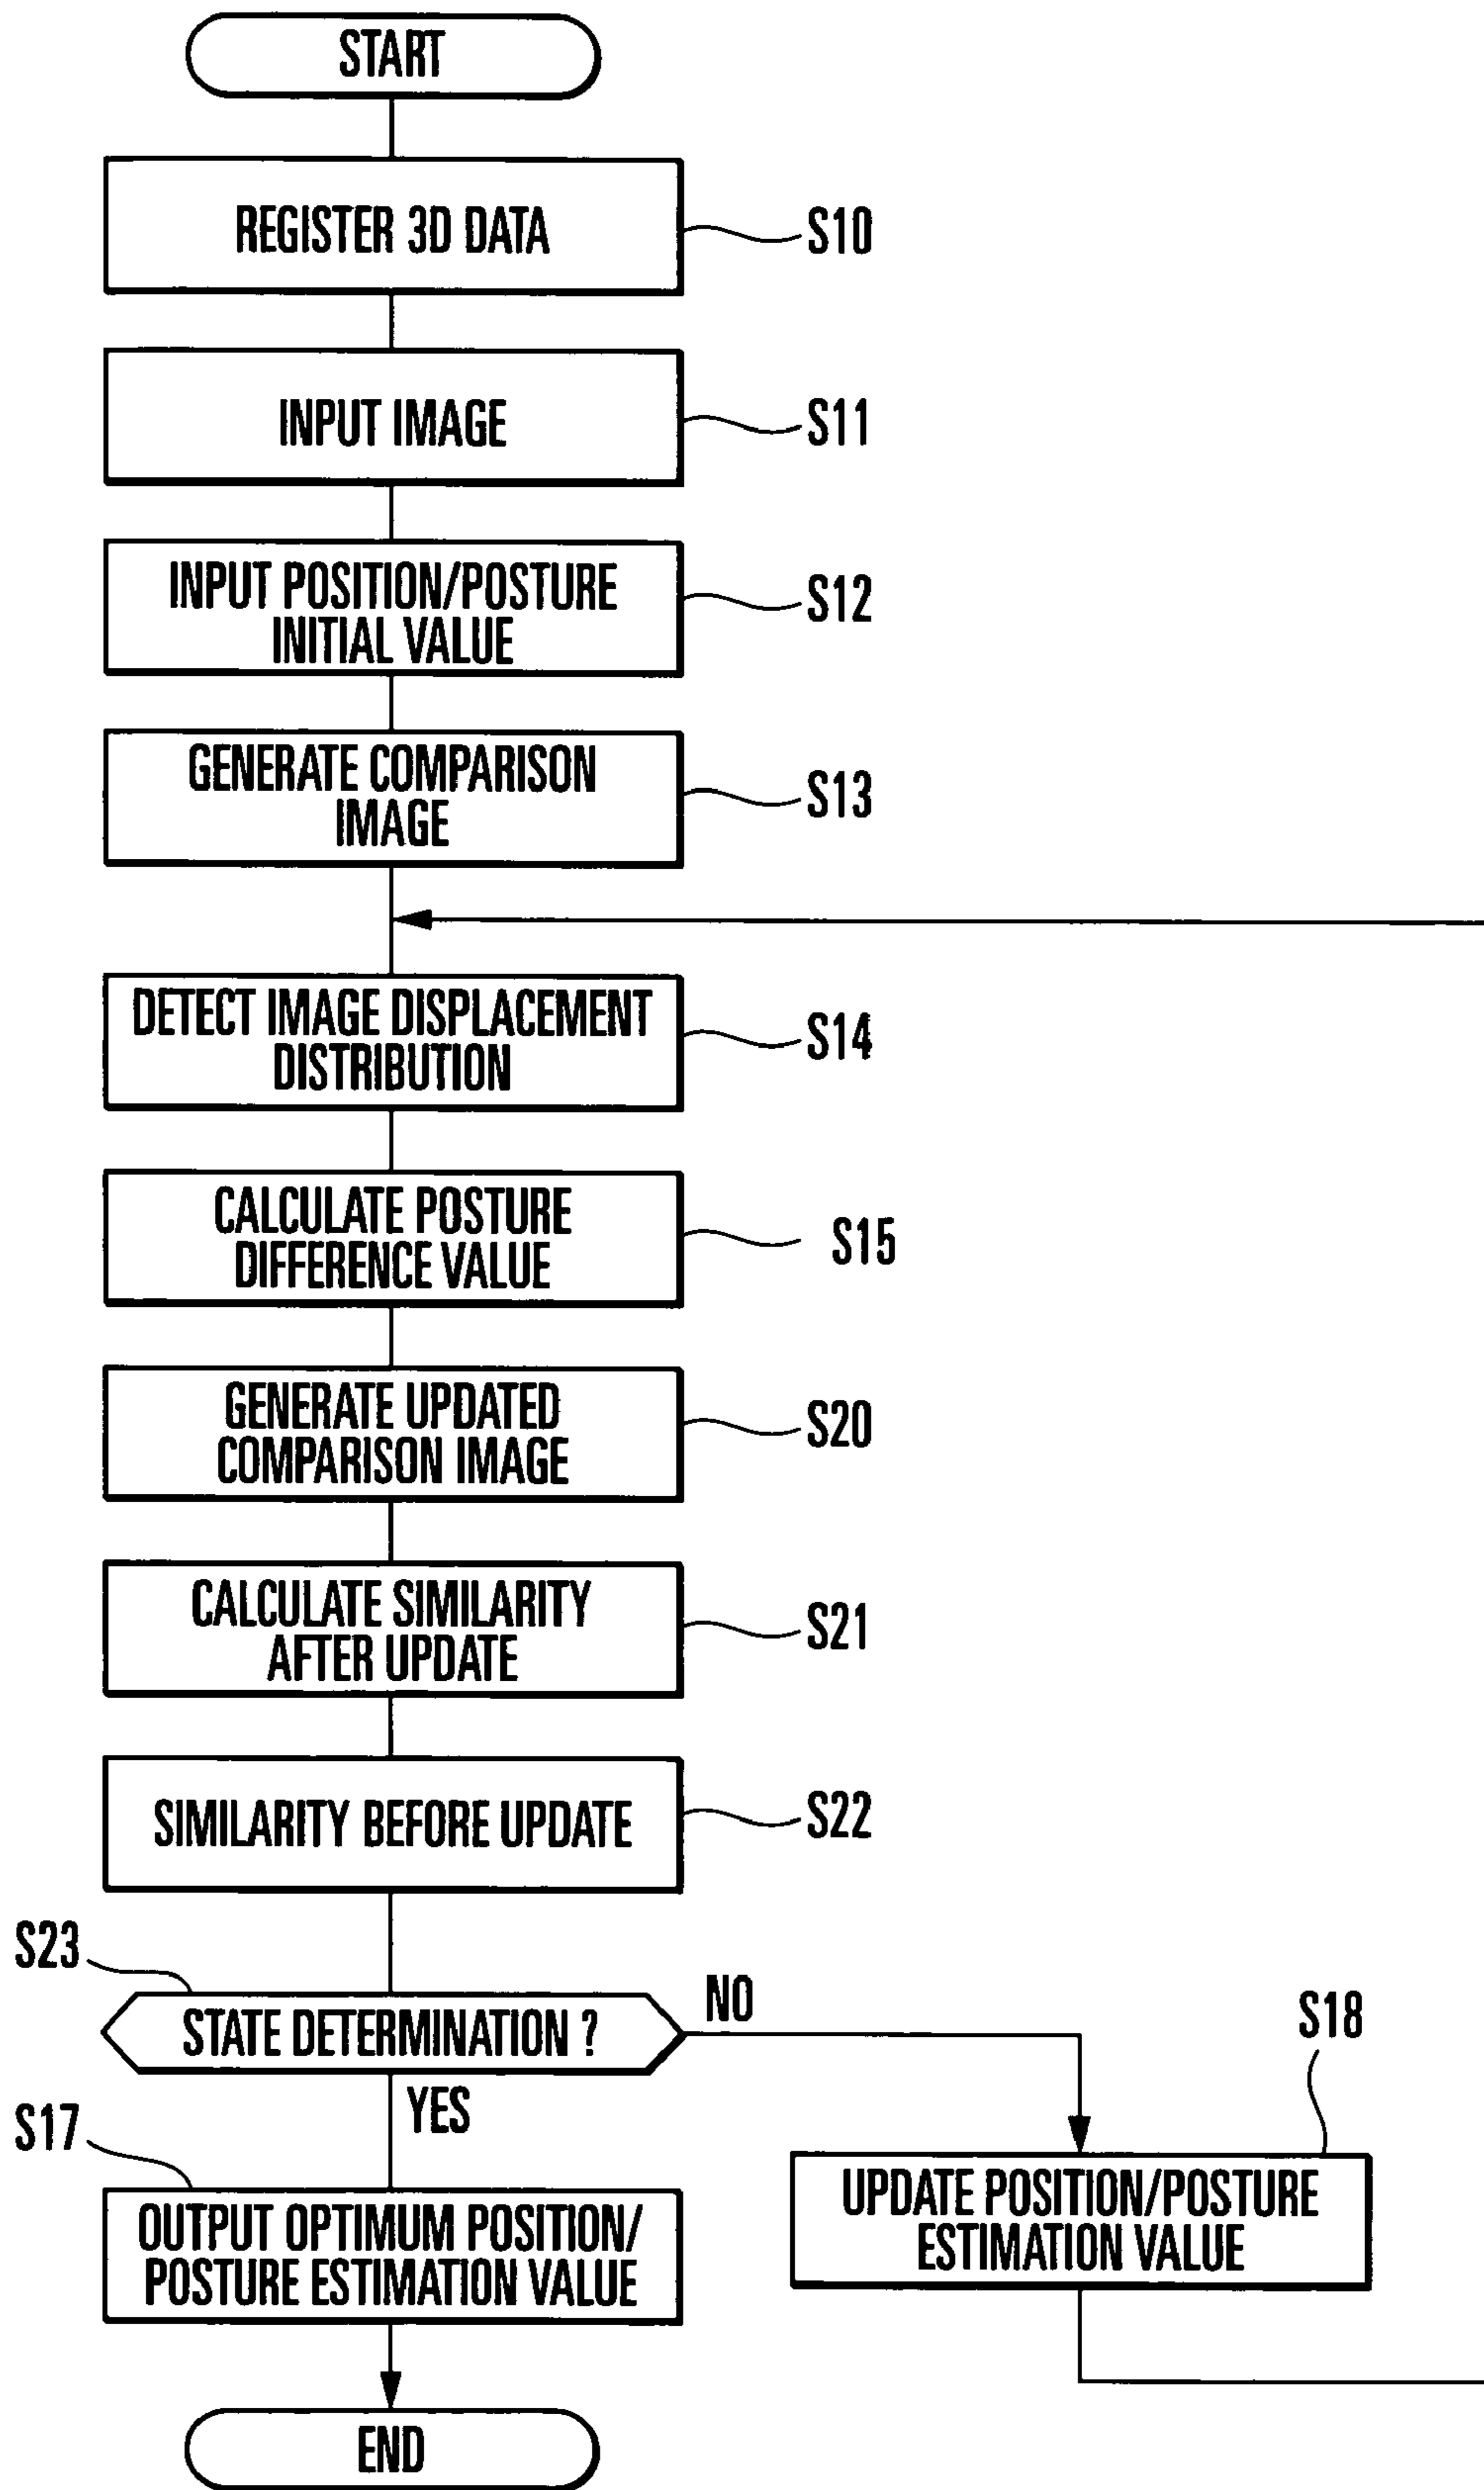 START
REGISTER 3D DATA
S10
INPUT IMAGE
S11
INPUT POSITION/POSTURE
INITIAL VALUE
S12
GENERATE COMPARISON
IMAGE
S13
DETECT IMAGE DISPLACEMENT
DISTRIBUTION
S14
CALCULATE POSTURE
DIFFERENCE VALUE
S15
GENERATE UPDATED
COMPARISON IMAGE
S20
CALCULATE SIMILARITY
AFTER UPDATE
S21
SIMILARITY BEFORE UPDATE
S22
S23
STATE DETERMINATION ?
NO
YES
S18
UPDATE POSITION/POSTURE
ESTIMATION VALUE
S17
OUTPUT OPTIMUM POSITION/
POSTURE ESTIMATION VALUE
END